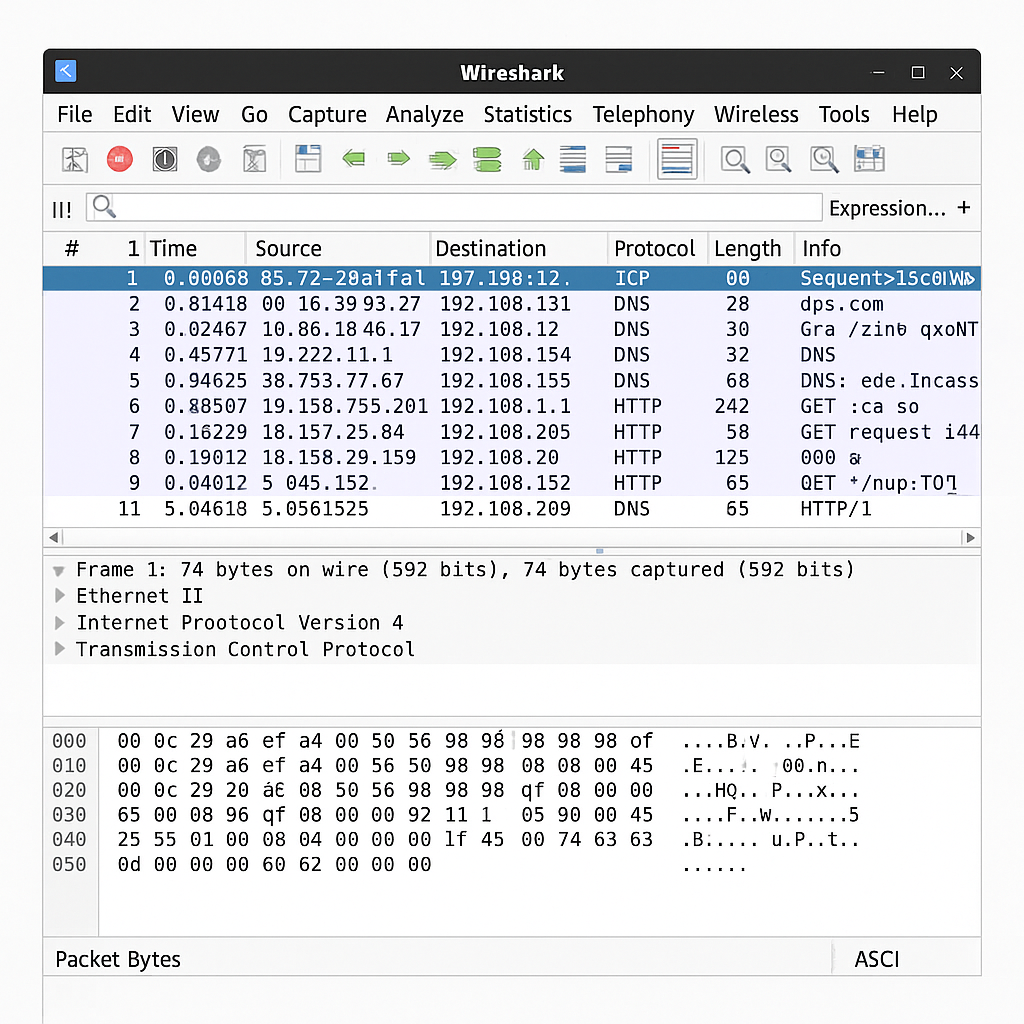 Wireshark
File Edit View Go Capture Analyze Statistics Telephony Wireless Tools Help
Expression... +
# 1 Time Source Destination Protocol Length Info
1 0.00068 197.198:12. ICP 00
2 0.81418 00 16.39 93.27 192.108.131 DNS 28 dps.com
3 0.02467 10.86.18 46.17 192.108.12 DNS 30 Gra qxoNT
4 0.45771 19.222.11.1 192.108.154 DNS 32 DNS
5 0.94625 38.753.77.67 192.108.155 DNS 68 DNS: ede.Incass
6 0.88507 19.158.755.201 192.108.1.1 HTTP 242 GET :ca so
7 0.16229 18.157.25.84 192.108.205 HTTP 58 GET request i44
8 0.19012 18.158.29.159 192.108.20 HTTP 125 000
9 0.04012 5 045.152. 192.108.152 HTTP 65 QET
11 5.04618 5.0561525 192.108.209 DNS 65 HTTP/1
Frame 1: 74 bytes on wire (592 bits), 74 bytes captured (592 bits)
Ethernet II
Internet Prootocol Version 4
Transmission Control Protocol
000 00 0c 29 a6 ef a4 00 50 56 98 98 98 98 98 of ....B.V. ..P...E
010 00 0c 29 a6 ef a4 00 56 50 98 98 08 08 00 45 00.n...
020 00 0c 29 20 á€ 08 50 56 98 98 98 qf 08 00 00 ...HQ.. P...x...
030 65 00 08 96 qf 08 00 00 92 11 1 05 90 00 45 ....F..W.......5
040 25 55 01 00 08 04 00 00 00 lf 45 00 74 63 63 .B:.... u.P..t..
050 0d 00 00 00 60 62 00 00 00 ......
Packet Bytes ASCI